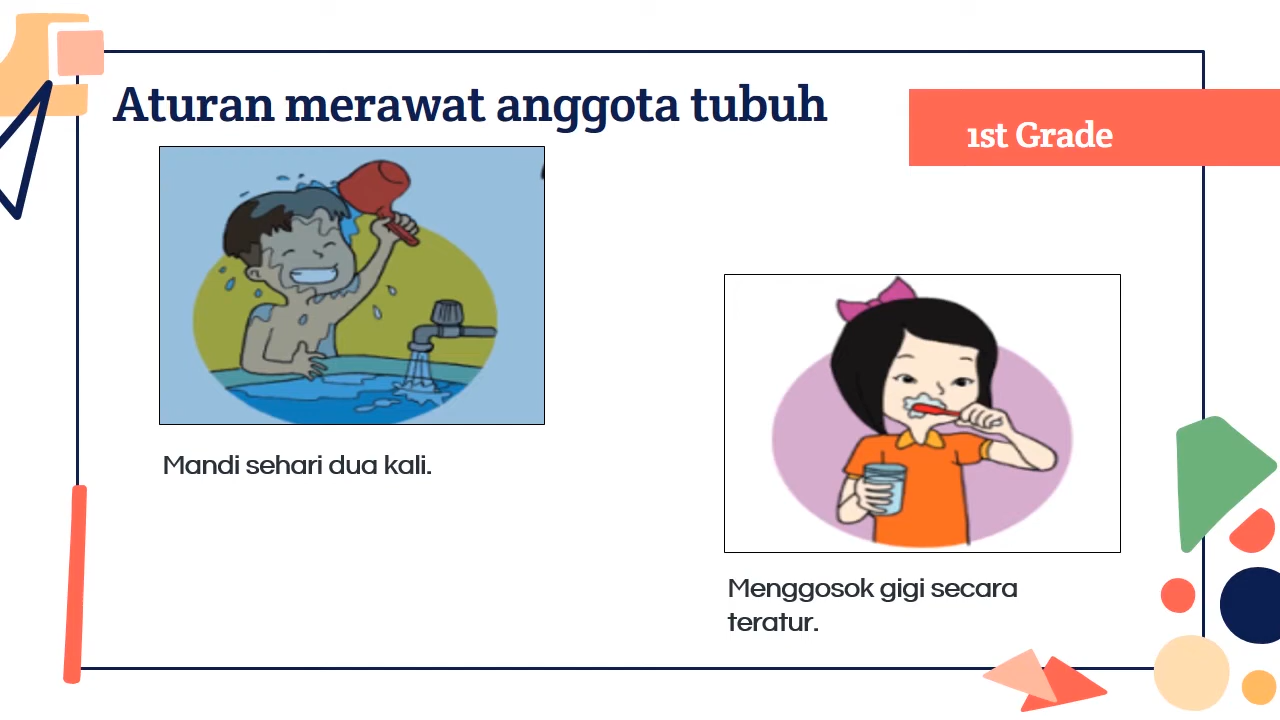 Aturan merawat anggota tubuh
1st Grade
Mandi sehari dua kali.
Menggosok gigi secara
teratur.